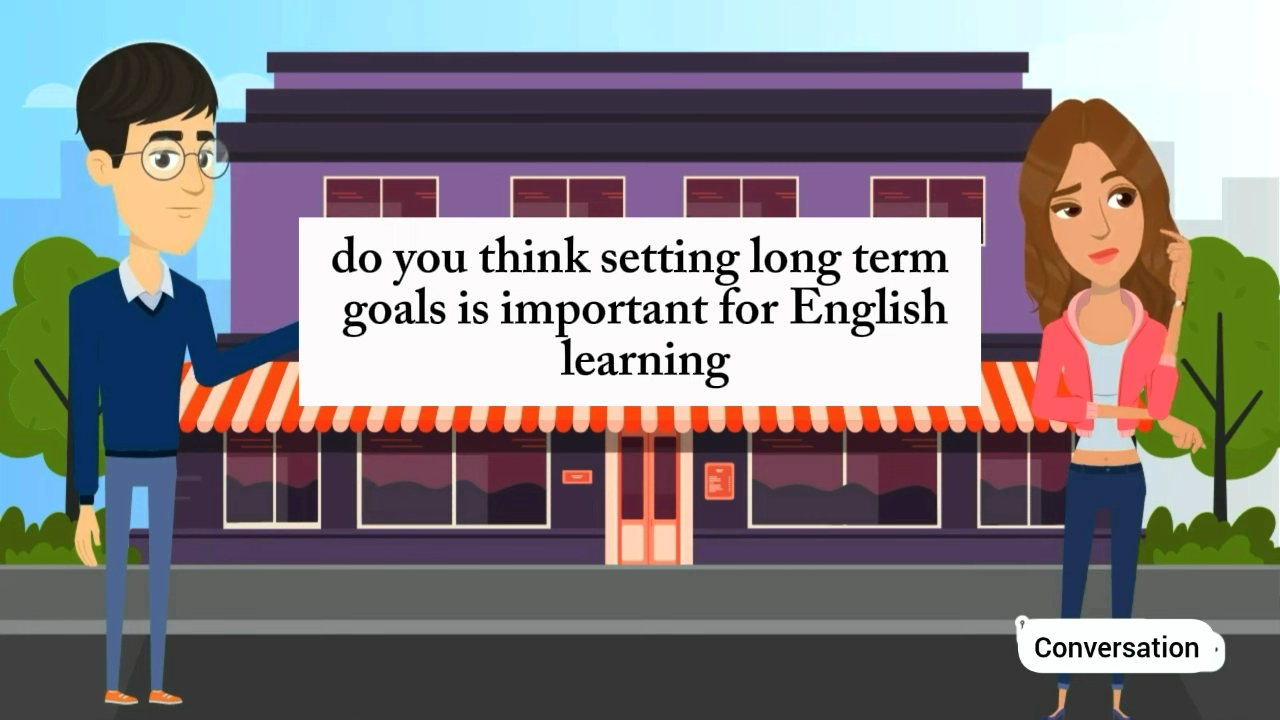 do you think setting long term
goals is important for English
learning
Conversation